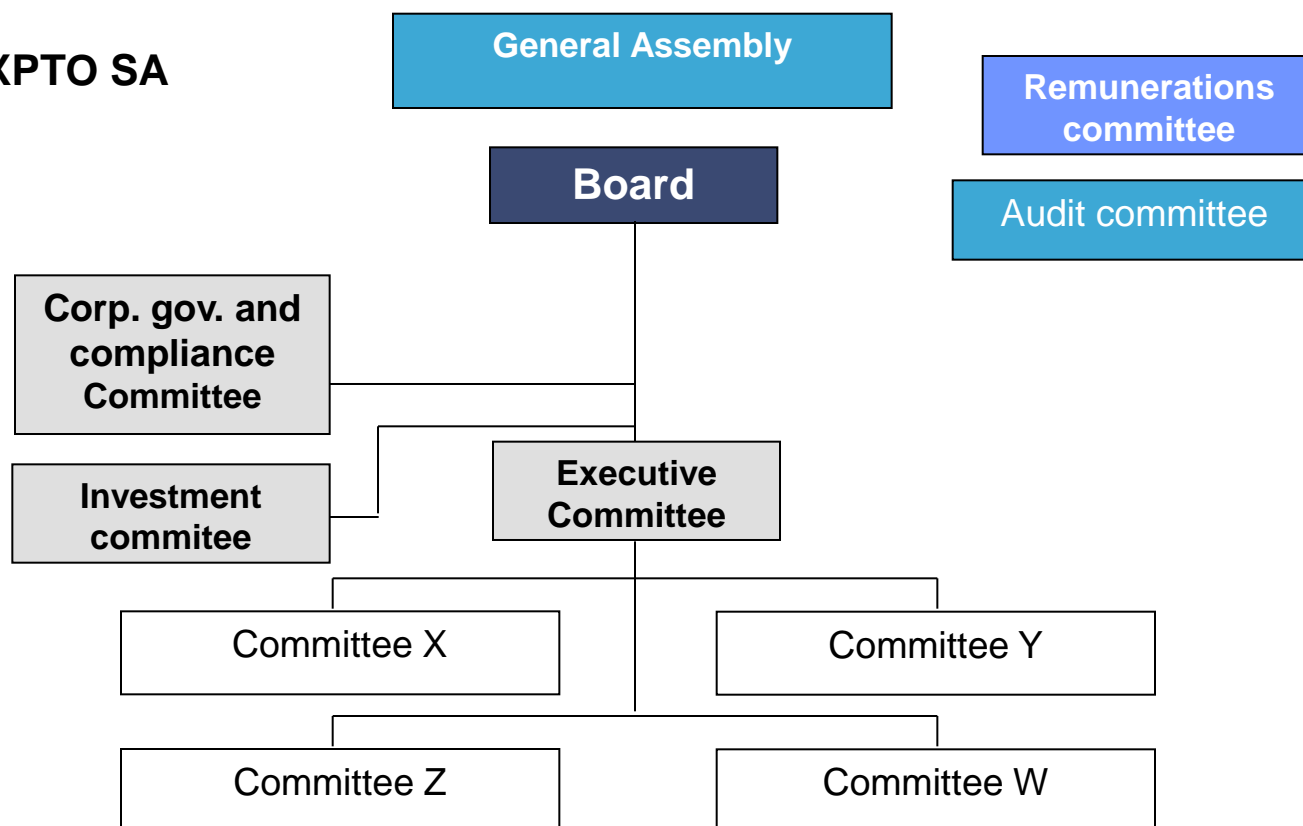 General Assembly
XPTO SA
Remunerations
committee
Board
Audit committee
Corp. gov. and
compliance
Committee
Executive
Committee
Investment
commitee
Committee X
Committee Y
Committee Z
Committee W